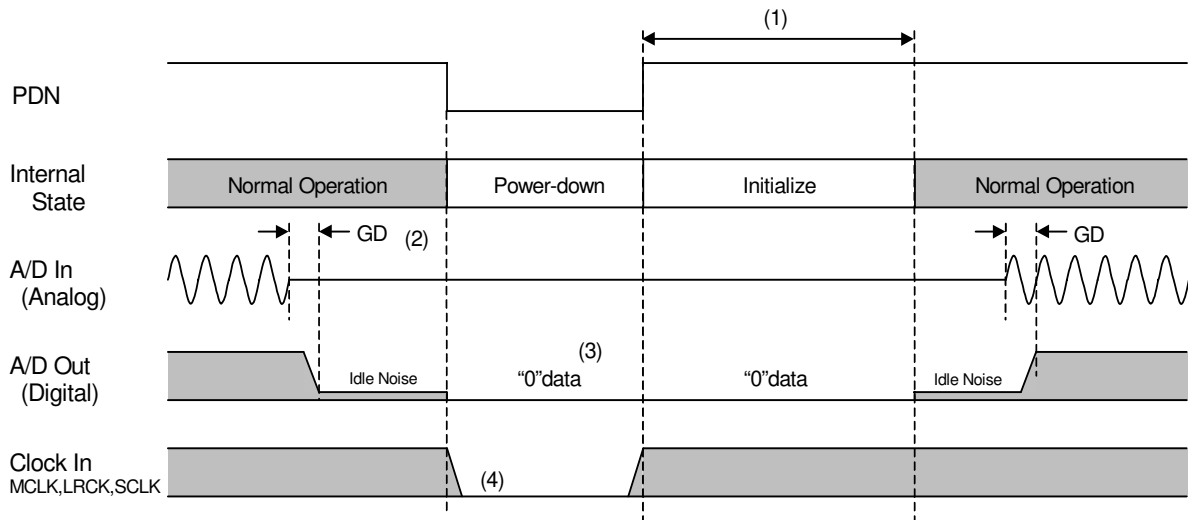 (1)
PDN
Internal
State
Normal Operation
Power-down
Initialize
Normal Operation
GD
(2)
GD
A/D In
(Analog)
A/D Out
(Digital)
Idle Noise
(3)
“0”data
“0”data
Idle Noise
Clock In
MCLK,LRCK,SCLK
(4)